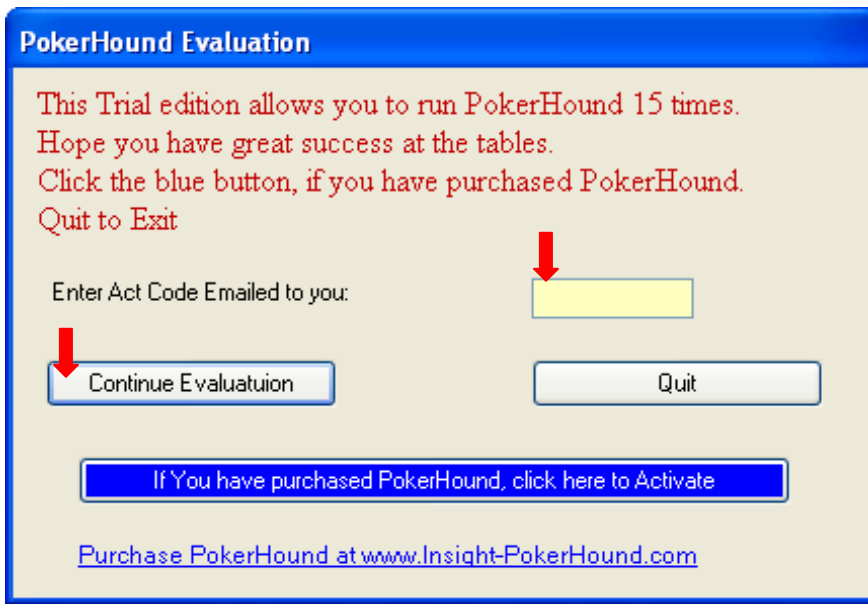 PokerHound Evaluation
This Trial edition allows you to run PokerHound 15 times.
Hope you have great success at the tables.
Click the blue button, if you have purchased PokerHound.
Quit to Exit
Enter Act Code Emailed to you:
Continue Evaluatuion
Quit
If You have purchased PokerHound, click here to Activate
Purchase PokerHound at www.Insight-PokerHound.com